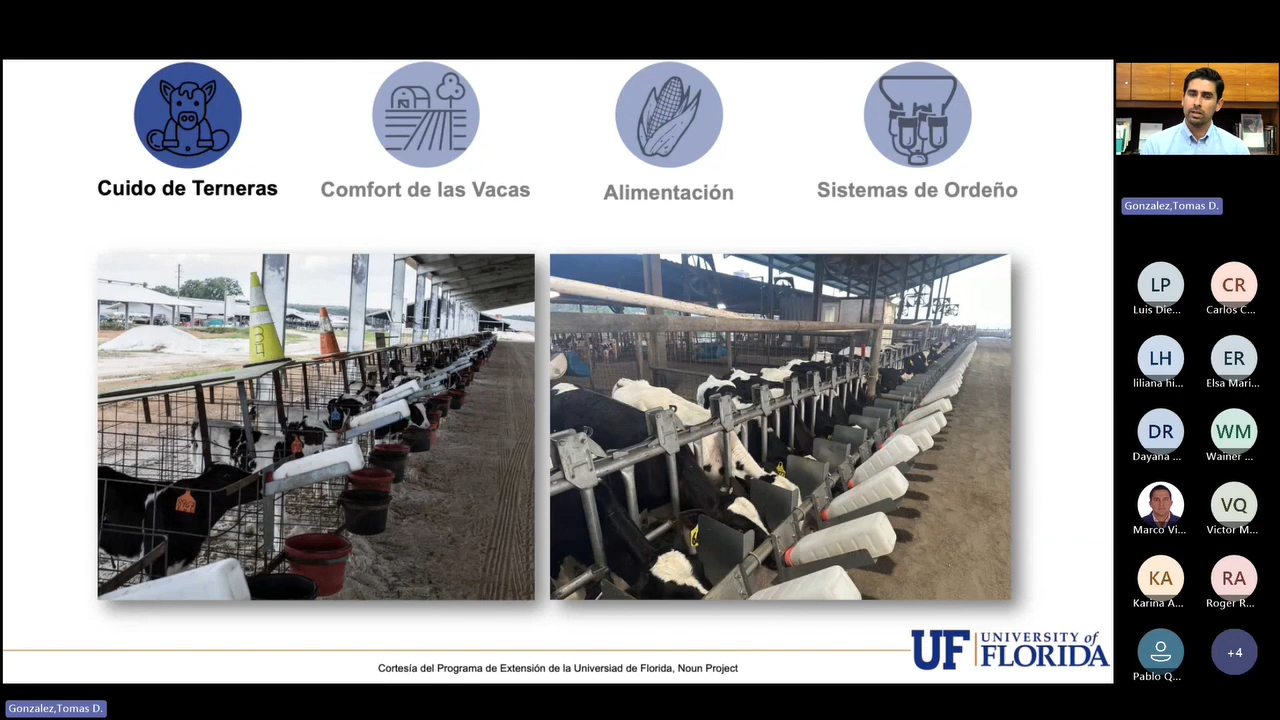 Cuido de Terneras
Comfort de las Vacas
Alimentación
Sistemas de Ordeño
Cortesía del Programa de Extensión de la Universiad de Florida, Noun Project
UF UNIVERSITY of FLORIDA
Gonzalez,Tomas D.
LP
Luis Die...
CR
Carlos C...
LH
liliana hi...
ER
Elsa Mari...
DR
Dayana ...
WM
Wainer ...
Marco Vi...
VQ
Victor M...
KA
Karina A...
RA
Roger R...
Pablo Q...
+4
Gonzalez,Tomas D.